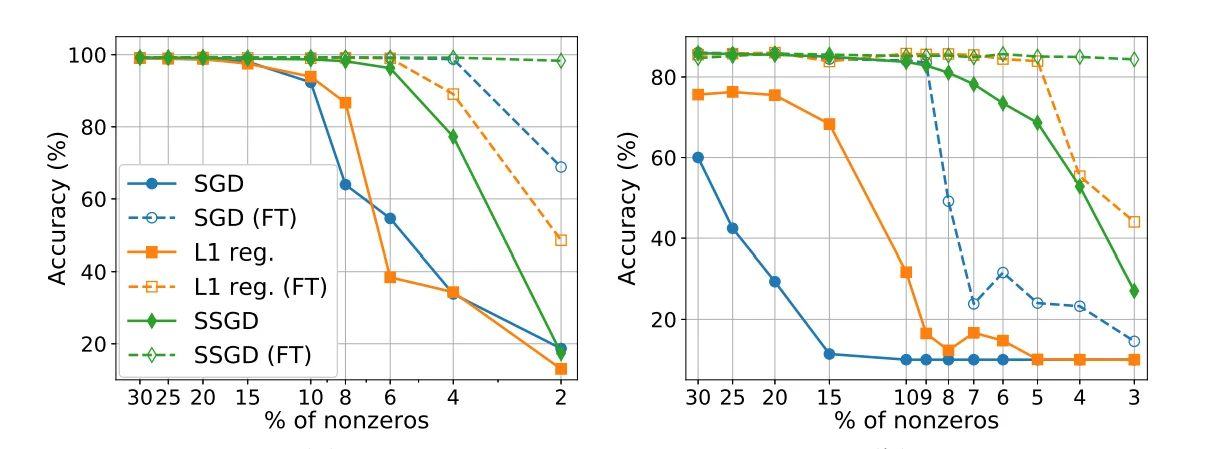 100
80
60
40
20
Accuracy (%)
SGD
SGD (FT)
L1 reg.
L1 reg. (FT)
SSGD
SSGD (FT)
30 25 20 15 10 8 6 4 2
% of nonzeros
80
60
40
20
Accuracy (%)
30 25 20 15 10 9 8 7 6 5 4 3
% of nonzeros